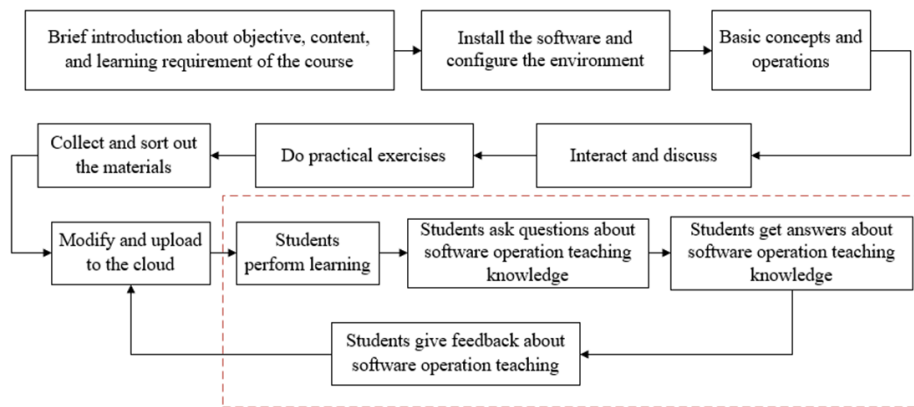 Brief introduction about objective, content,
and learning requirement of the course
Install the software and
configure the environment
Basic concepts and
operations
Interact and discuss
Do practical exercises
Collect and sort out
the materials
Modify and upload
to the cloud
Students
perform learning
Students ask questions about
software operation teaching
knowledge
Students get answers about
software operation teaching
knowledge
Students give feedback about
software operation teaching